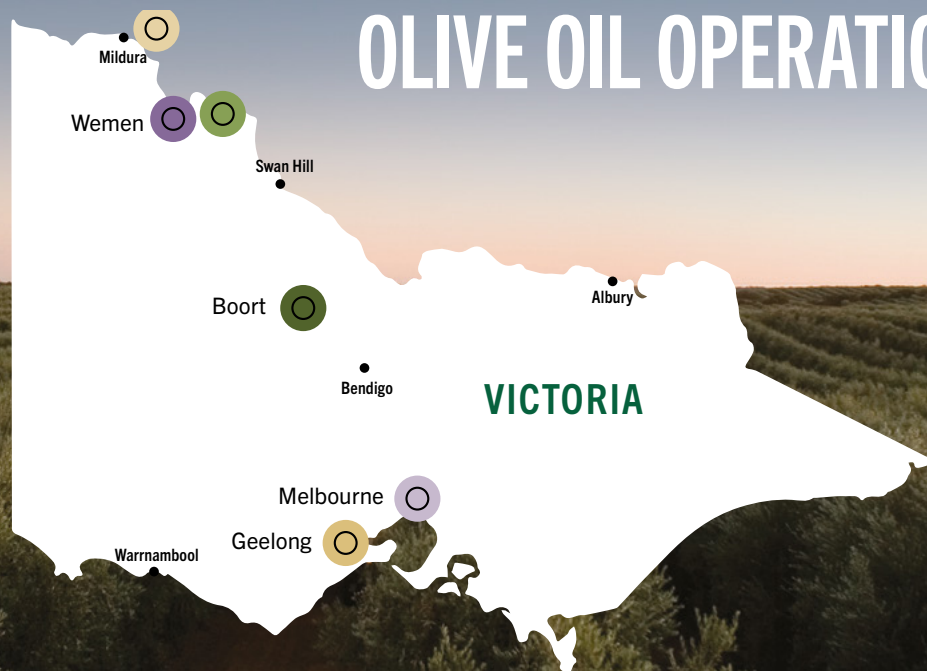 OLIVE OIL OPERATIO
Mildura
Wemen
Swan Hill
Boort
Albury
Bendigo
VICTORIA
Melbourne
Geelong
Warrnambool